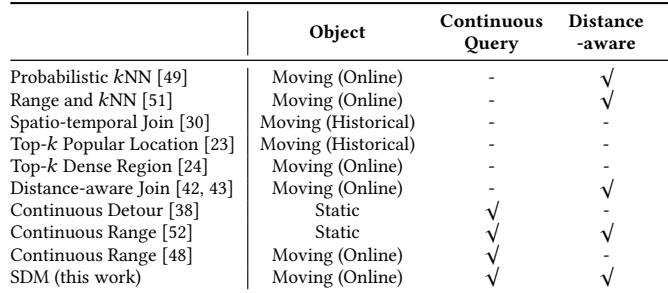 Object Continuous Query Distance -aware
Probabilistic kNN [49] Moving (Online) - √
Range and kNN [51] Moving (Online) - √
Spatio-temporal Join [30] Moving (Historical) - -
Top-k Popular Location [23] Moving (Historical) - -
Top-k Dense Region [24] Moving (Online) - -
Distance-aware Join [42, 43] Moving (Online) - √
Continuous Detour [38] Static √ -
Continuous Range [52] Static √ √
Continuous Range [48] Moving (Online) √ -
SDM (this work) Moving (Online) √ √